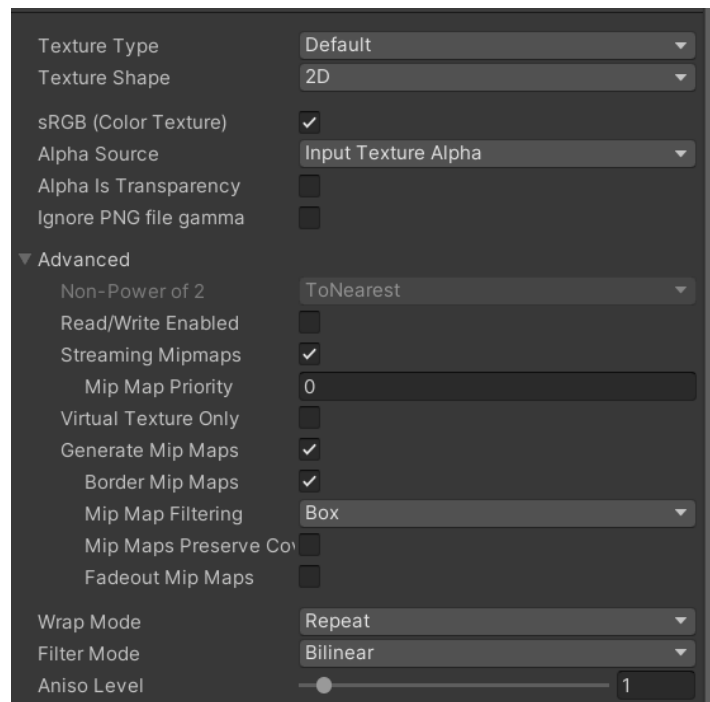 Texture Type Default
Texture Shape 2D
sRGB (Color Texture)
Alpha Source Input Texture Alpha
Alpha Is Transparency
Ignore PNG file gamma
Advanced
Non-Power of 2 ToNearest
Read/Write Enabled
Streaming Mipmaps
Mip Map Priority 0
Virtual Texture Only
Generate Mip Maps
Border Mip Maps
Mip Map Filtering Box
Mip Maps Preserve Cov
Fadeout Mip Maps
Wrap Mode Repeat
Filter Mode Bilinear
Aniso Level 1